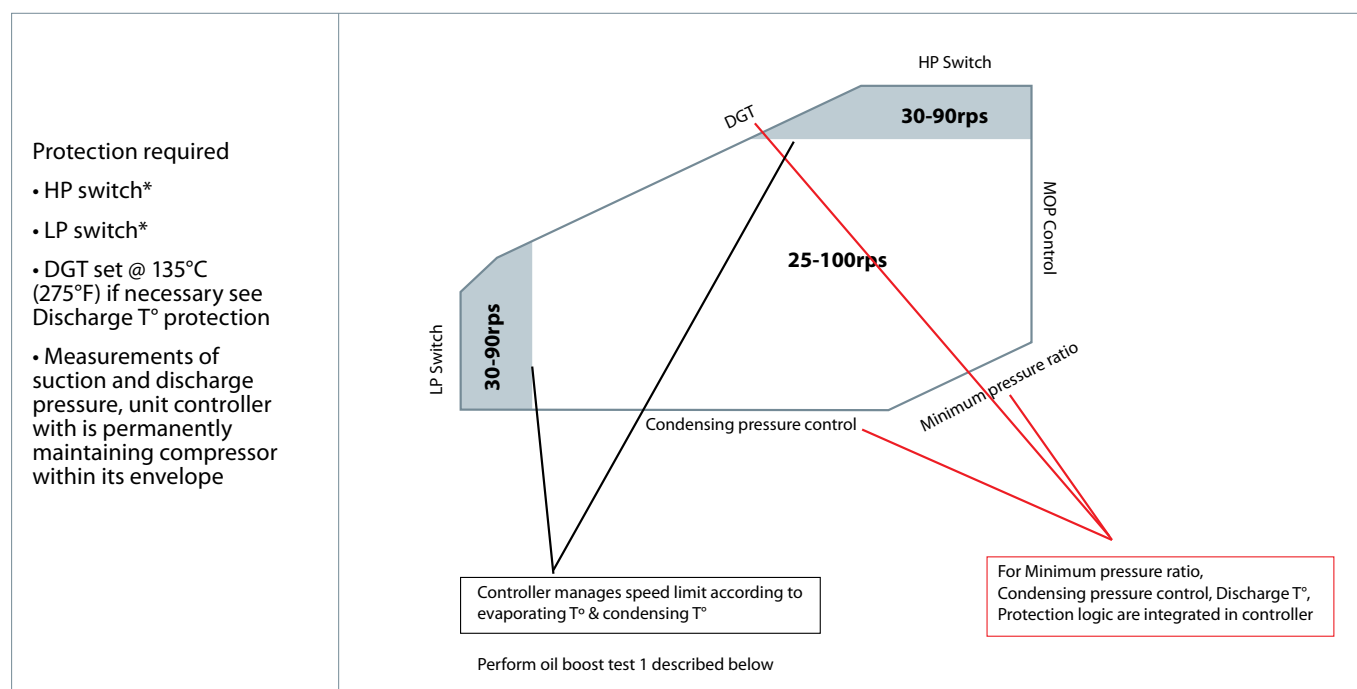 Protection required
• HP switch*
• LP switch*
• DGT set @ 135°C
(275°F) if necessary see
Discharge T° protection
• Measurements of
suction and discharge
pressure, unit controller
with is permanently
maintaining compressor
within its envelope
HP Switch
DGT
30-90rps
MOP Control
25-100rps
LP Switch
30-90rps
Minimum pressure ratio
Condensing pressure control
Controller manages speed limit according to
evaporating T° & condensing T°
For Minimum pressure ratio,
Condensing pressure control, Discharge T°,
Protection logic are integrated in controller
Perform oil boost test 1 described below